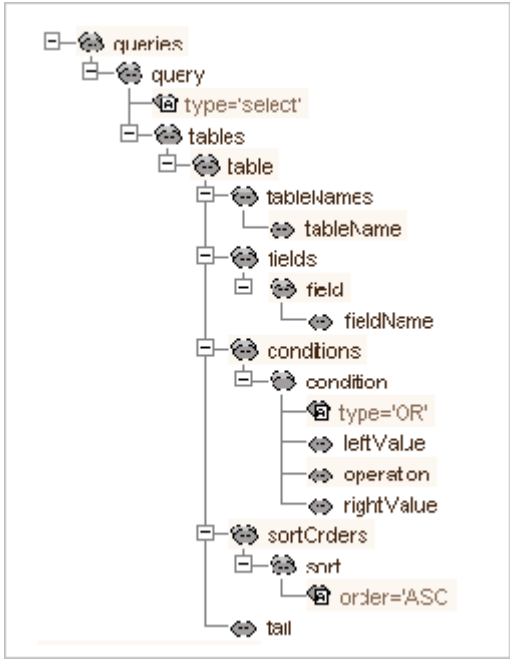 queries
query
type='select'
tables
table
tableNames
tableName
fields
field
fieldName
conditions
condition
type='OR'
leftValue
operaton
rightValue
sortOrders
sort
order='ASC
tail